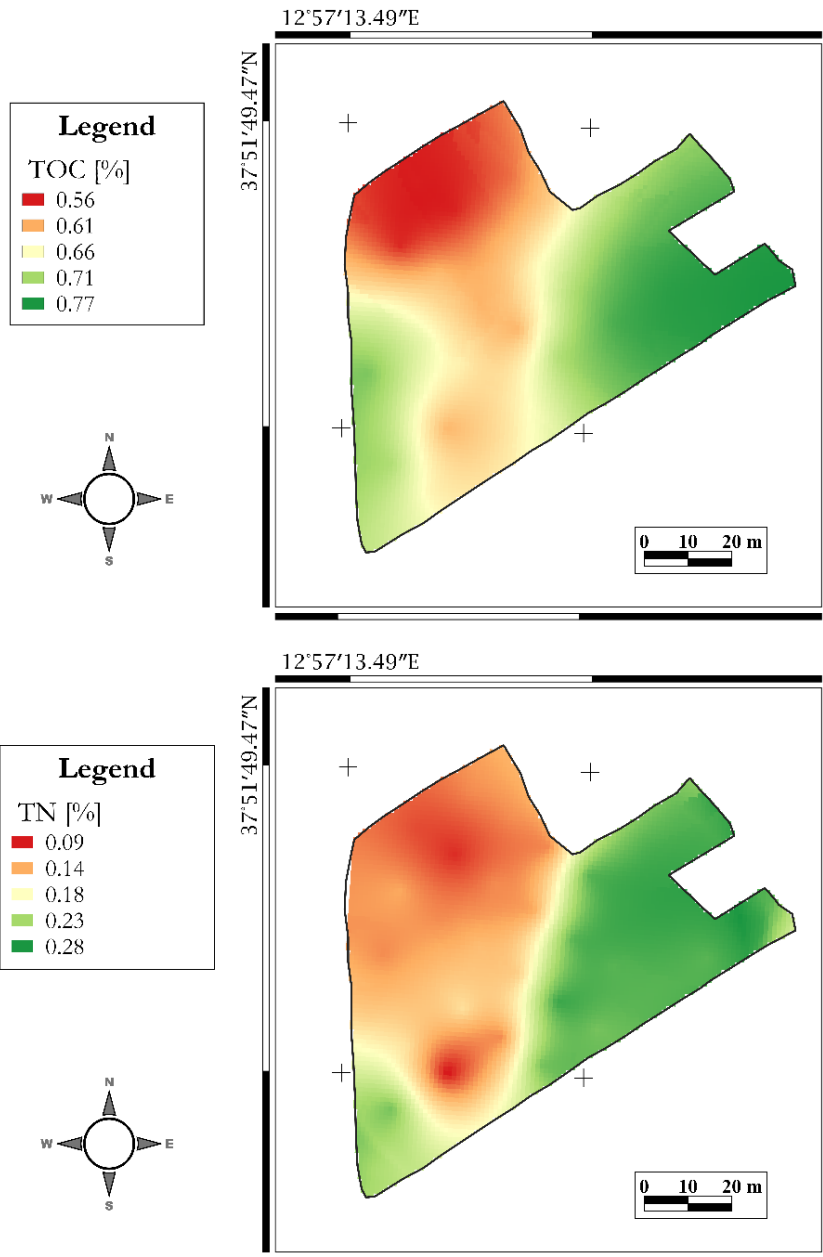 12°57′13.49″E
37°51′49.47″N
Legend
TOC [%]
0.56
0.61
0.66
0.71
0.77
N
W E
S
0 10 20 m
12°57′13.49″E
37°51′49.47″N
Legend
TN [%]
0.09
0.14
0.18
0.23
0.28
N
W E
S
0 10 20 m